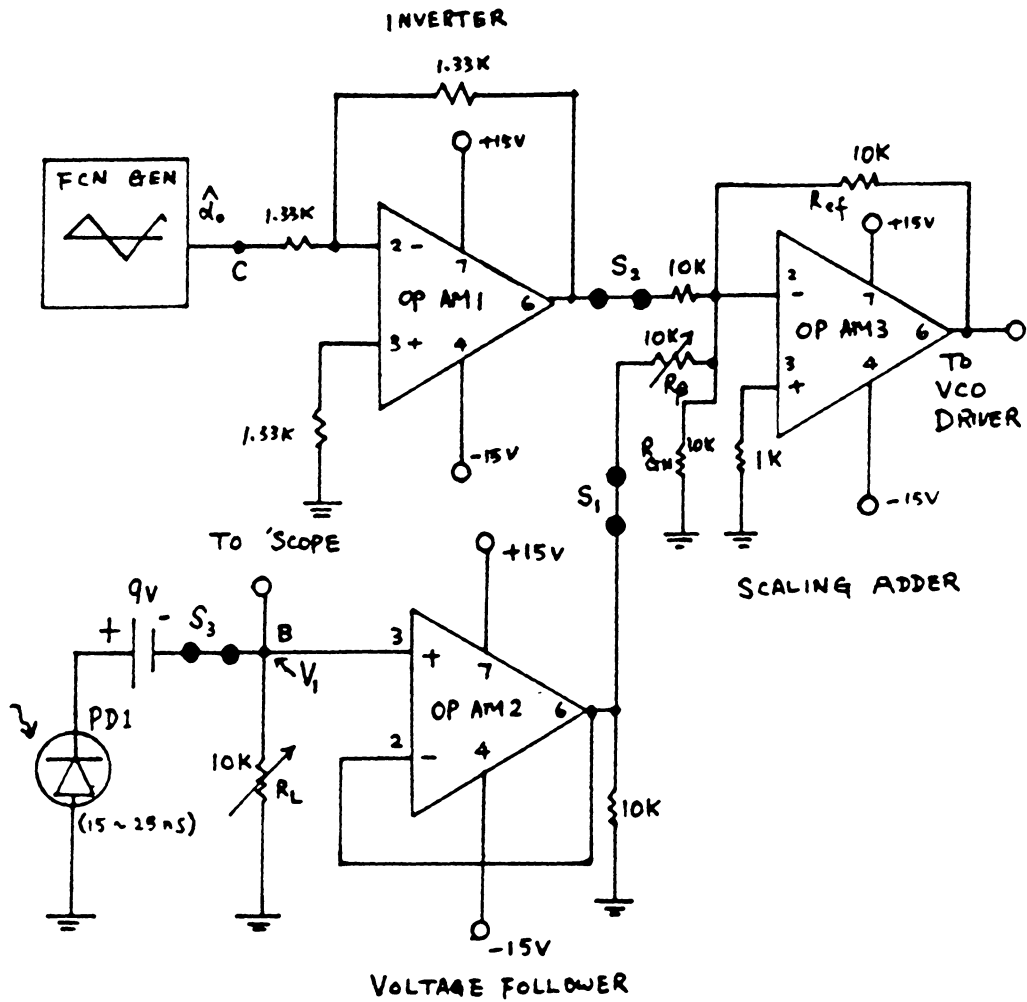 INVERTER
1.33K
+15V
FCN GEN
α̂o
1.33K
C
2 -
7
OP AM1
6
3 +
4
1.33K
-15V
S2
10K
10K
Ref
+15V
2
-
7
OP AM3
6
3
+
4
TO
VCO
DRIVER
10K
Rβ
RGN
10K
1K
-15V
S1
SCALING ADDER
TO 'SCOPE
+15V
9V
+
-
S3
B
V1
3
+
7
OP AM2
6
2
-
4
PD1
(15~25 nS)
10K
RL
10K
-15V
VOLTAGE FOLLOWER